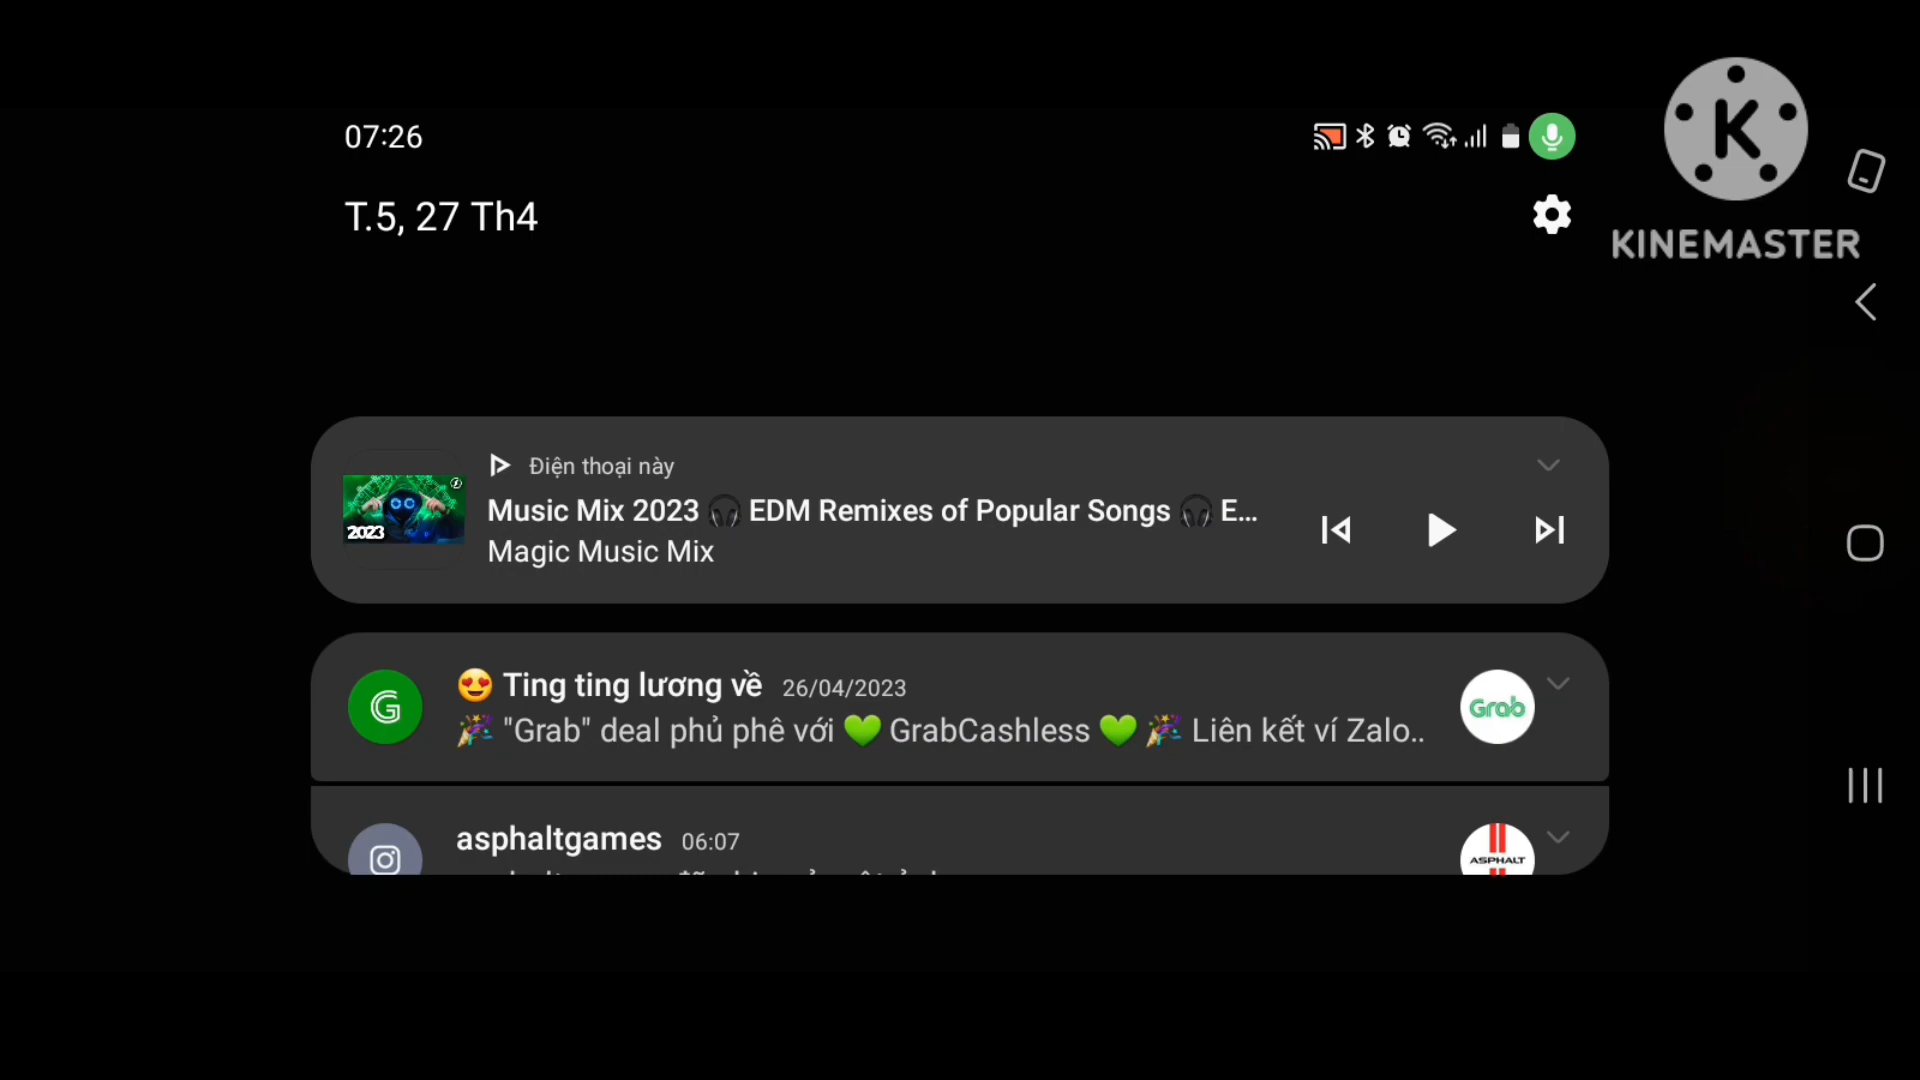 07:26
T.5, 27 Th4
KINEMASTER
Điện thoại này
Music Mix 2023 🎧 EDM Remixes of Popular Songs 🎧 E...
Magic Music Mix
2023
😍 Ting ting lương về 26/04/2023
🎉 "Grab" deal phủ phê với 💚 GrabCashless 💚 🎉 Liên kết ví Zalo..
Grab
asphaltgames 06:07
ASPHALT